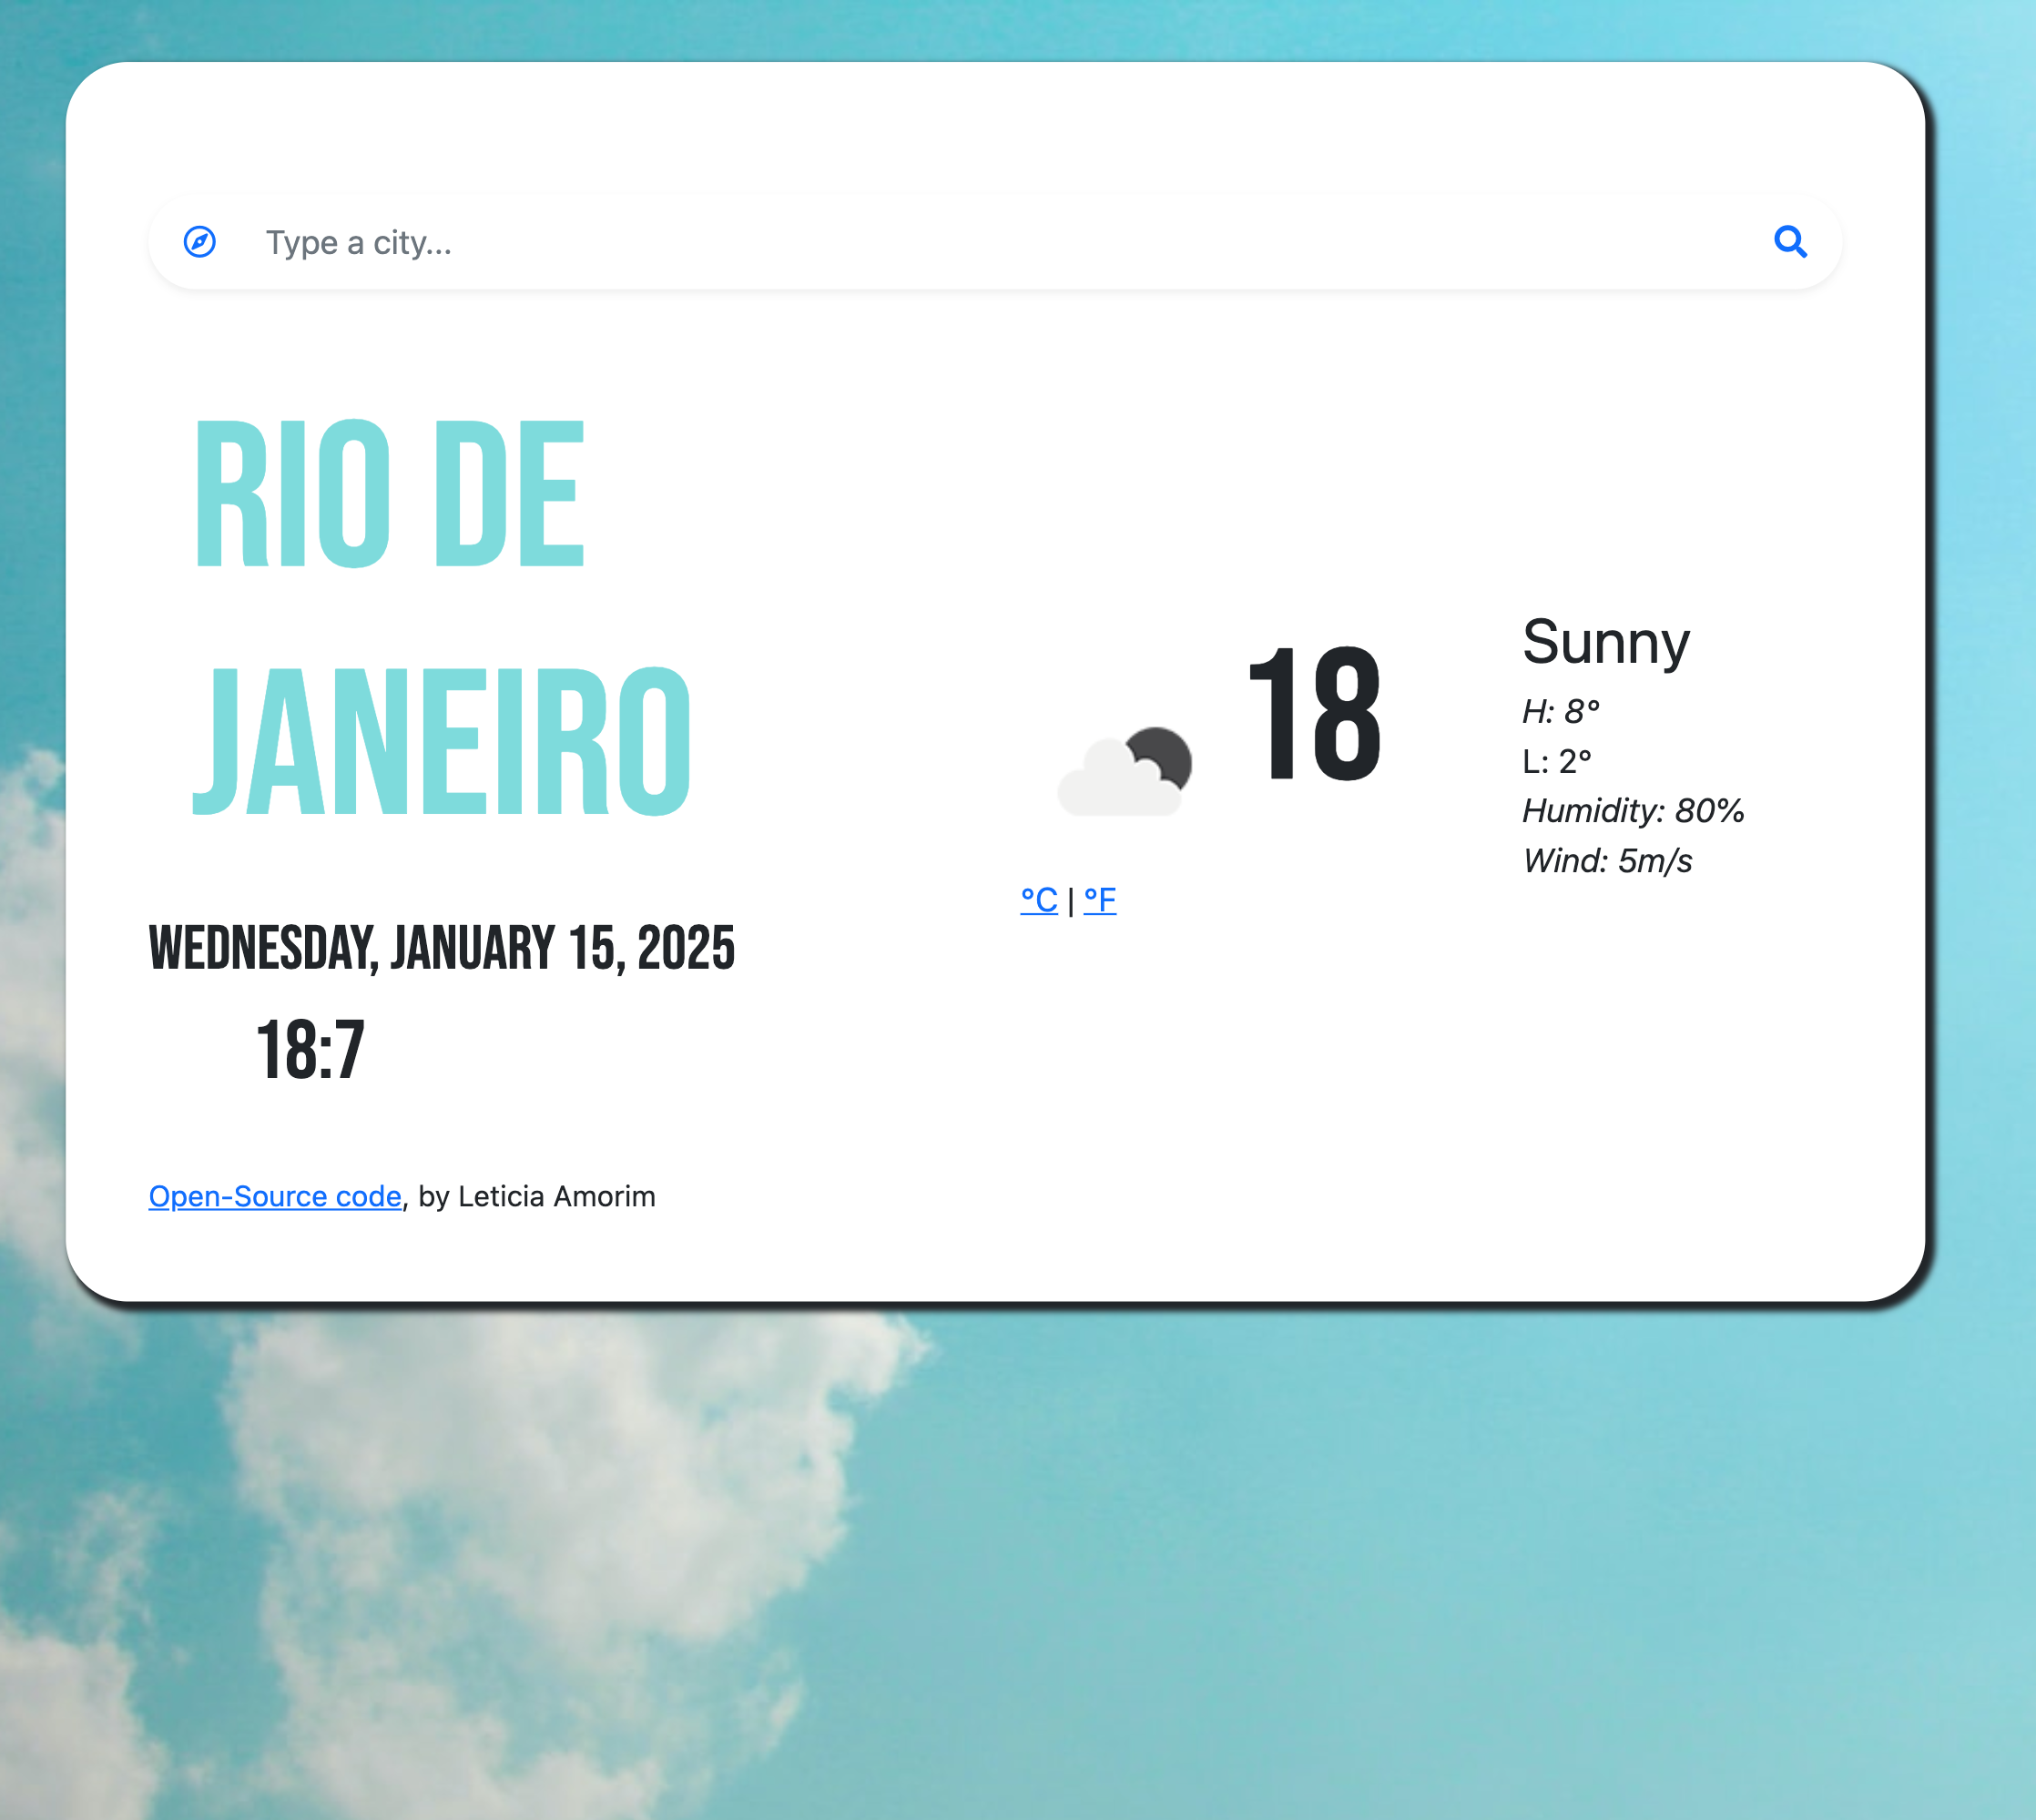 Type a city...
RIO DE
JANEIRO
WEDNESDAY, JANUARY 15, 2025
18:7
18
°C | °F
Sunny
H: 8°
L: 2°
Humidity: 80%
Wind: 5m/s
Open-Source code, by Leticia Amorim